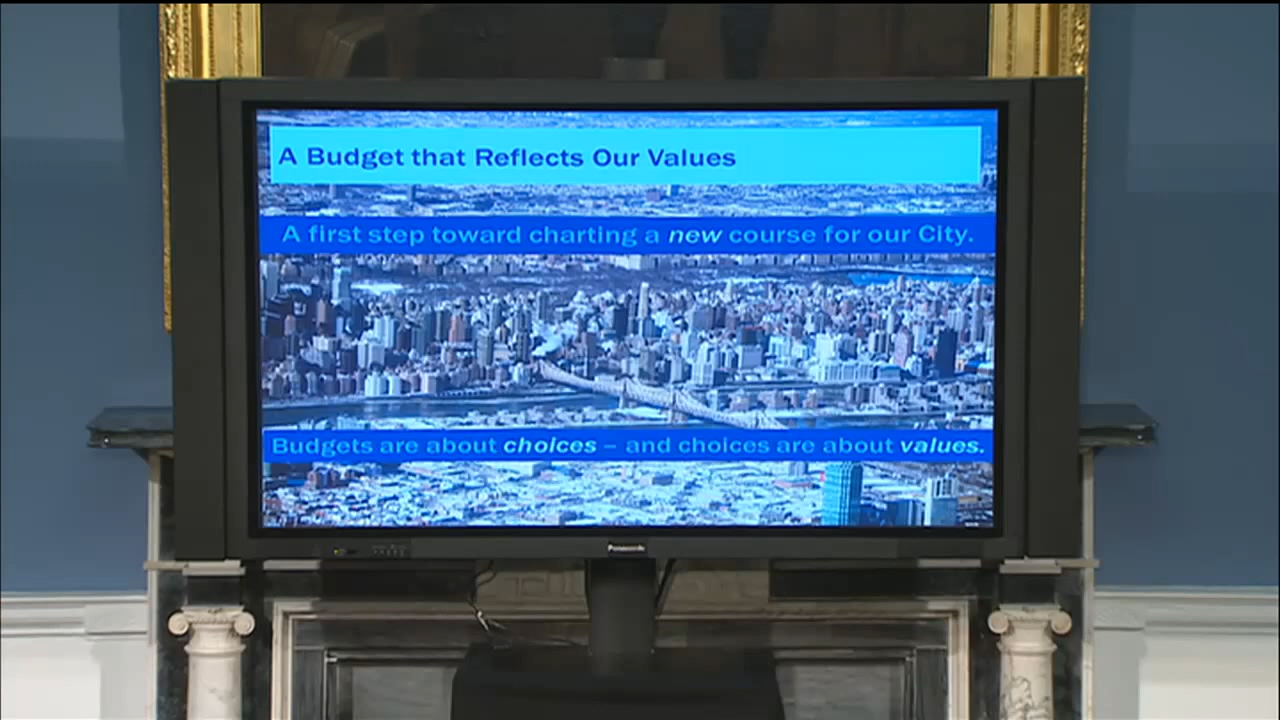 A Budget that Reflects Our Values
A first step toward charting a new course for our City.
Budgets are about choices – and choices are about values.
Panasonic